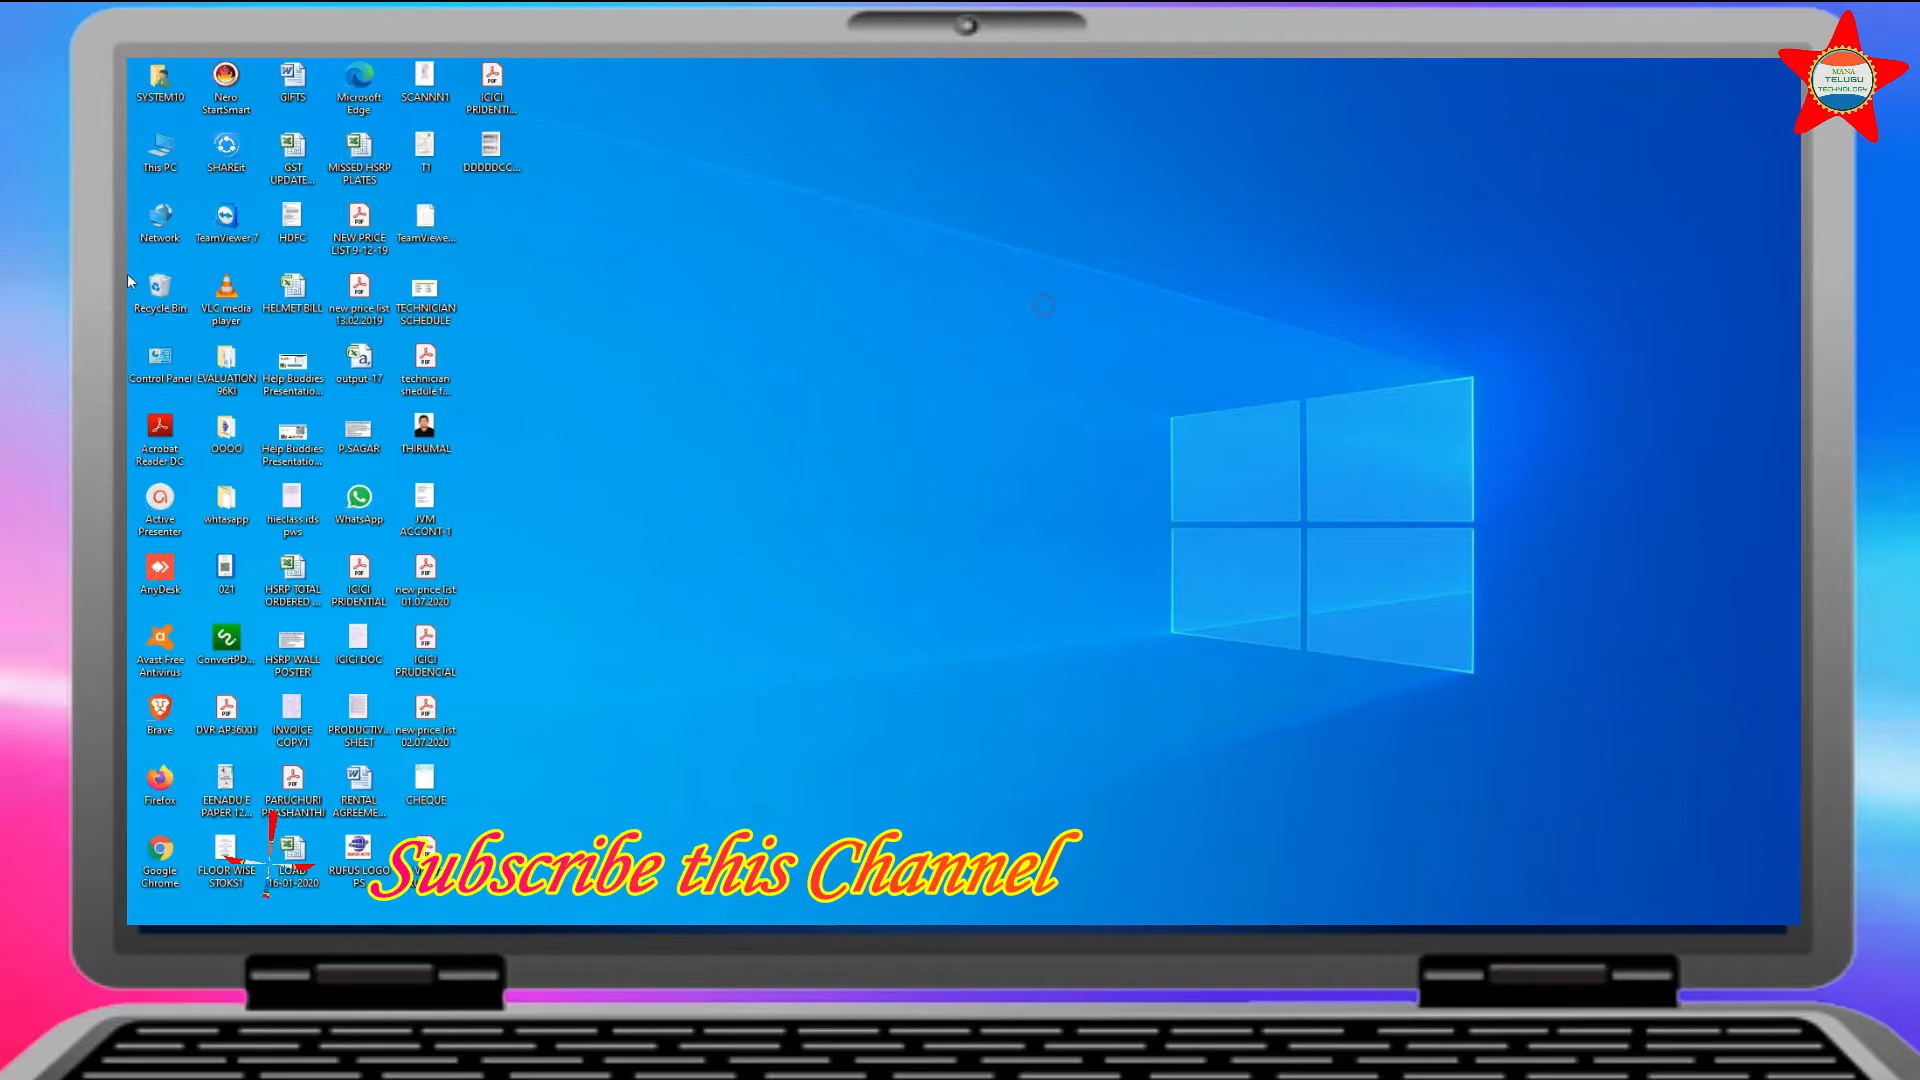 SYSTEM10
Nero
StartSmart
GIFTS
Microsoft
Edge
SCANNN1
ICICI
PRIDENTI...
This PC
SHAREit
GST
UPDATE...
MISSED HSRP
PLATES
T1
DDDDDCC...
Network
TeamViewer 7
HDFC
NEW PRICE
LIST 9-12-19
TeamViewe...
Recycle Bin
VLC media
player
HELMET BILL
new price list
13.02.2019
TECHNICIAN
SCHEDULE
Control Panel
EVALUATION
96KI
Help Buddies
Presentatio...
output-17
technician
shedule f...
Acrobat
Reader DC
OOOO
Help Buddies
Presentatio...
P.SAGAR
THIRUMAL
Active
Presenter
whtasapp
hieclass ids
pws
WhatsApp
JVM
ACCONT-1
AnyDesk
021
HSRP TOTAL
ORDERED ...
ICICI
PRIDENTIAL
new price list
01.07.2020
Avast Free
Antivirus
ConvertPD...
HSRP WALL
POSTER
ICICI DOC
ICICI
PRUDENCIAL
Brave
DVR AP36001
INVOICE
COPY1
PRODUCTIV...
SHEET
new price list
02.07.2020
Firefox
EENADU E
PAPER 12...
PARUCHURI
PRASHANTHI
RENTAL
AGREEME...
CHEQUE
Google
Chrome
FLOOR WISE
STOKS1
LOAD
16-01-2020
RUFUS LOGO
PS
Subscribe this Channel
MANA
TELUGU
TECHNOLOGY